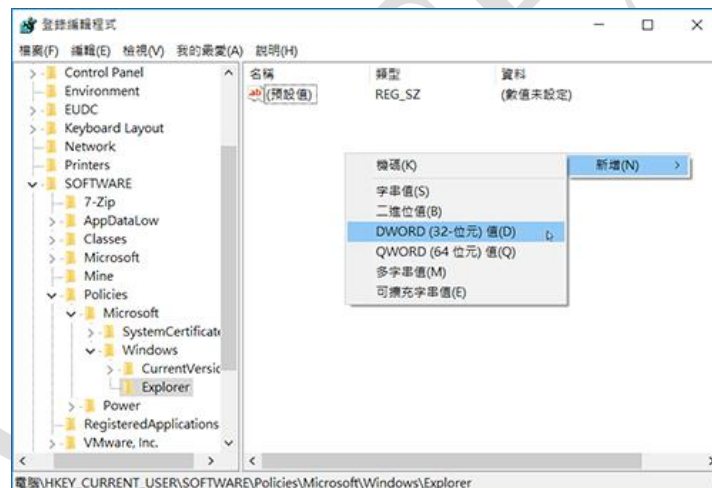 登錄編輯程式
檔案(F) 編輯(E) 檢視(V) 我的最愛(A) 說明(H)
Control Panel
Environment
EUDC
Keyboard Layout
Network
Printers
SOFTWARE
7-Zip
AppDataLow
Classes
Microsoft
Mine
Policies
Microsoft
SystemCertificat
Windows
CurrentVersic
Explorer
Power
RegisteredApplications
VMware, Inc.
名稱 類型 資料
ab (預設值) REG_SZ (數值未設定)
新增(N)
機碼(K)
字串值(S)
二進位值(B)
DWORD (32-位元) 值(D)
QWORD (64 位元) 值(Q)
多字串值(M)
可擴充字串值(E)
電腦\HKEY_CURRENT_USER\SOFTWARE\Policies\Microsoft\Windows\Explorer